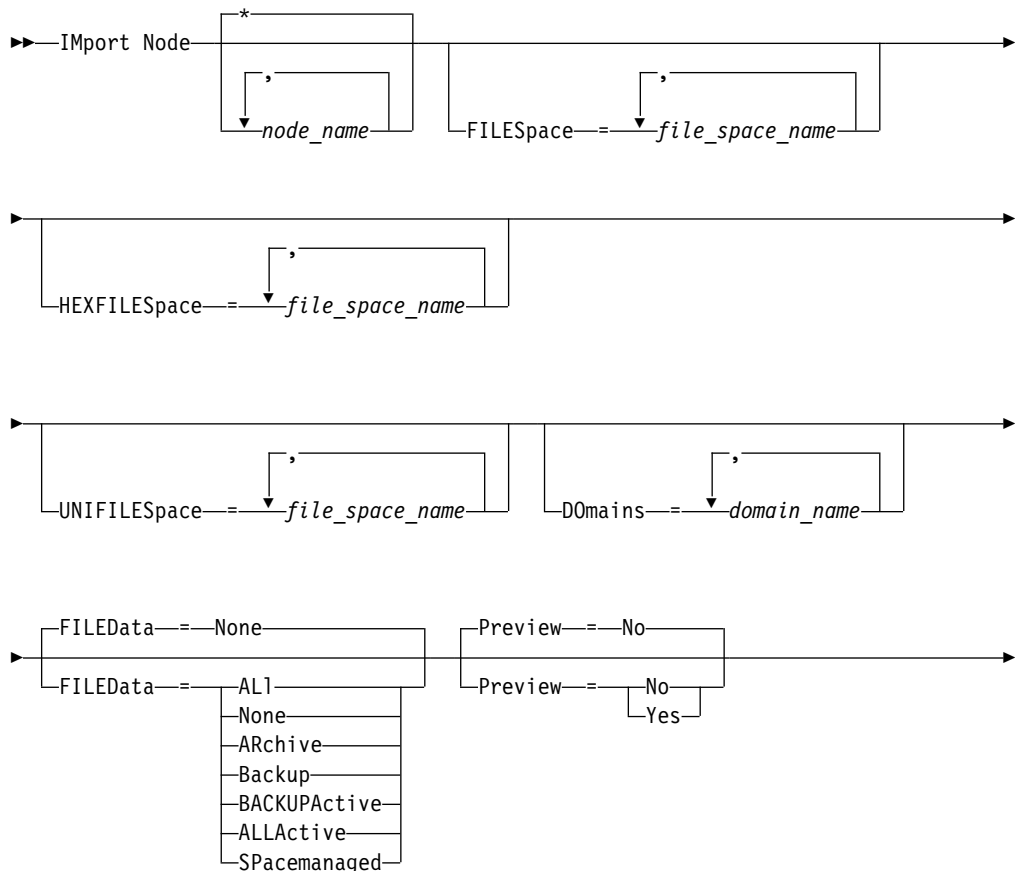 *
IMport Node
, ,
node_name FILESpace = file_space_name
,
HEXFILESpace = file_space_name
, ,
UNIFILESpace = file_space_name DOmains = domain_name
FILEData = None Preview = No
FILEData = ALl Preview = No
None Yes
ARchive
Backup
BACKUPActive
ALLActive
SPacemanaged